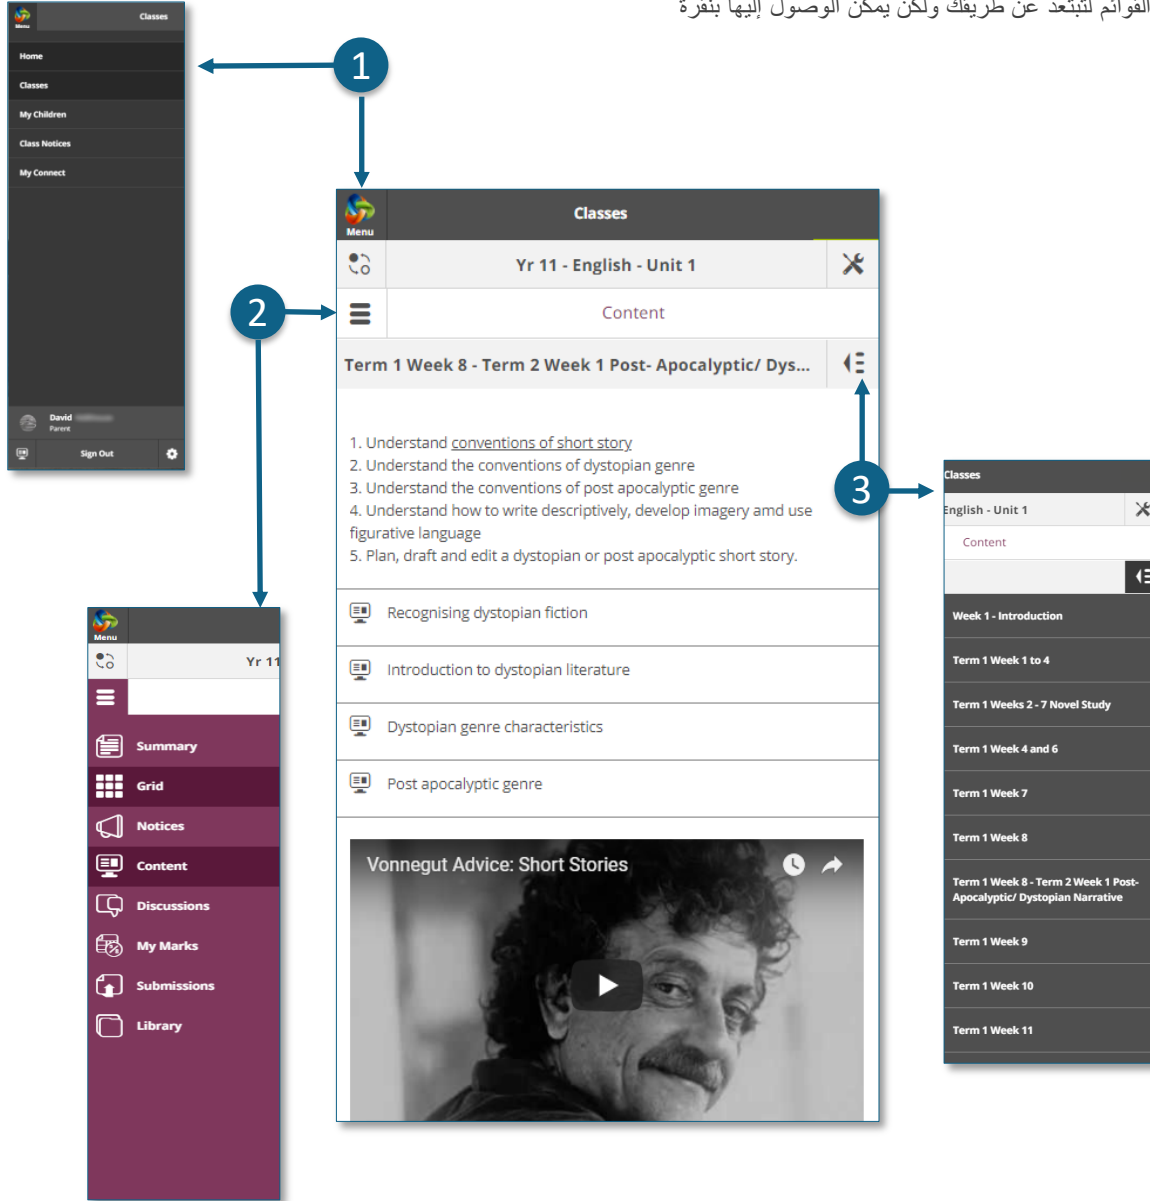 القوائم لتبتعد عن طريقك ولكن يمكن الوصول إليها بنقرة
Menu
Classes
Home
Classes
My Children
Class Notices
My Connect
David
Parent
Sign Out
1
Menu
Classes
Yr 11 - English - Unit 1
2
Content
Term 1 Week 8 - Term 2 Week 1 Post- Apocalyptic/ Dys...
1. Understand conventions of short story
2. Understand the conventions of dystopian genre
3. Understand the conventions of post apocalyptic genre
4. Understand how to write descriptively, develop imagery amd use
figurative language
5. Plan, draft and edit a dystopian or post apocalyptic short story.
Recognising dystopian fiction
Introduction to dystopian literature
Dystopian genre characteristics
Post apocalyptic genre
Vonnegut Advice: Short Stories
3
Classes
English - Unit 1
Content
Week 1 - Introduction
Term 1 Week 1 to 4
Term 1 Weeks 2 - 7 Novel Study
Term 1 Week 4 and 6
Term 1 Week 7
Term 1 Week 8
Term 1 Week 8 - Term 2 Week 1 Post-
Apocalyptic/ Dystopian Narrative
Term 1 Week 9
Term 1 Week 10
Term 1 Week 11
Menu
Yr 11
Summary
Grid
Notices
Content
Discussions
My Marks
Submissions
Library